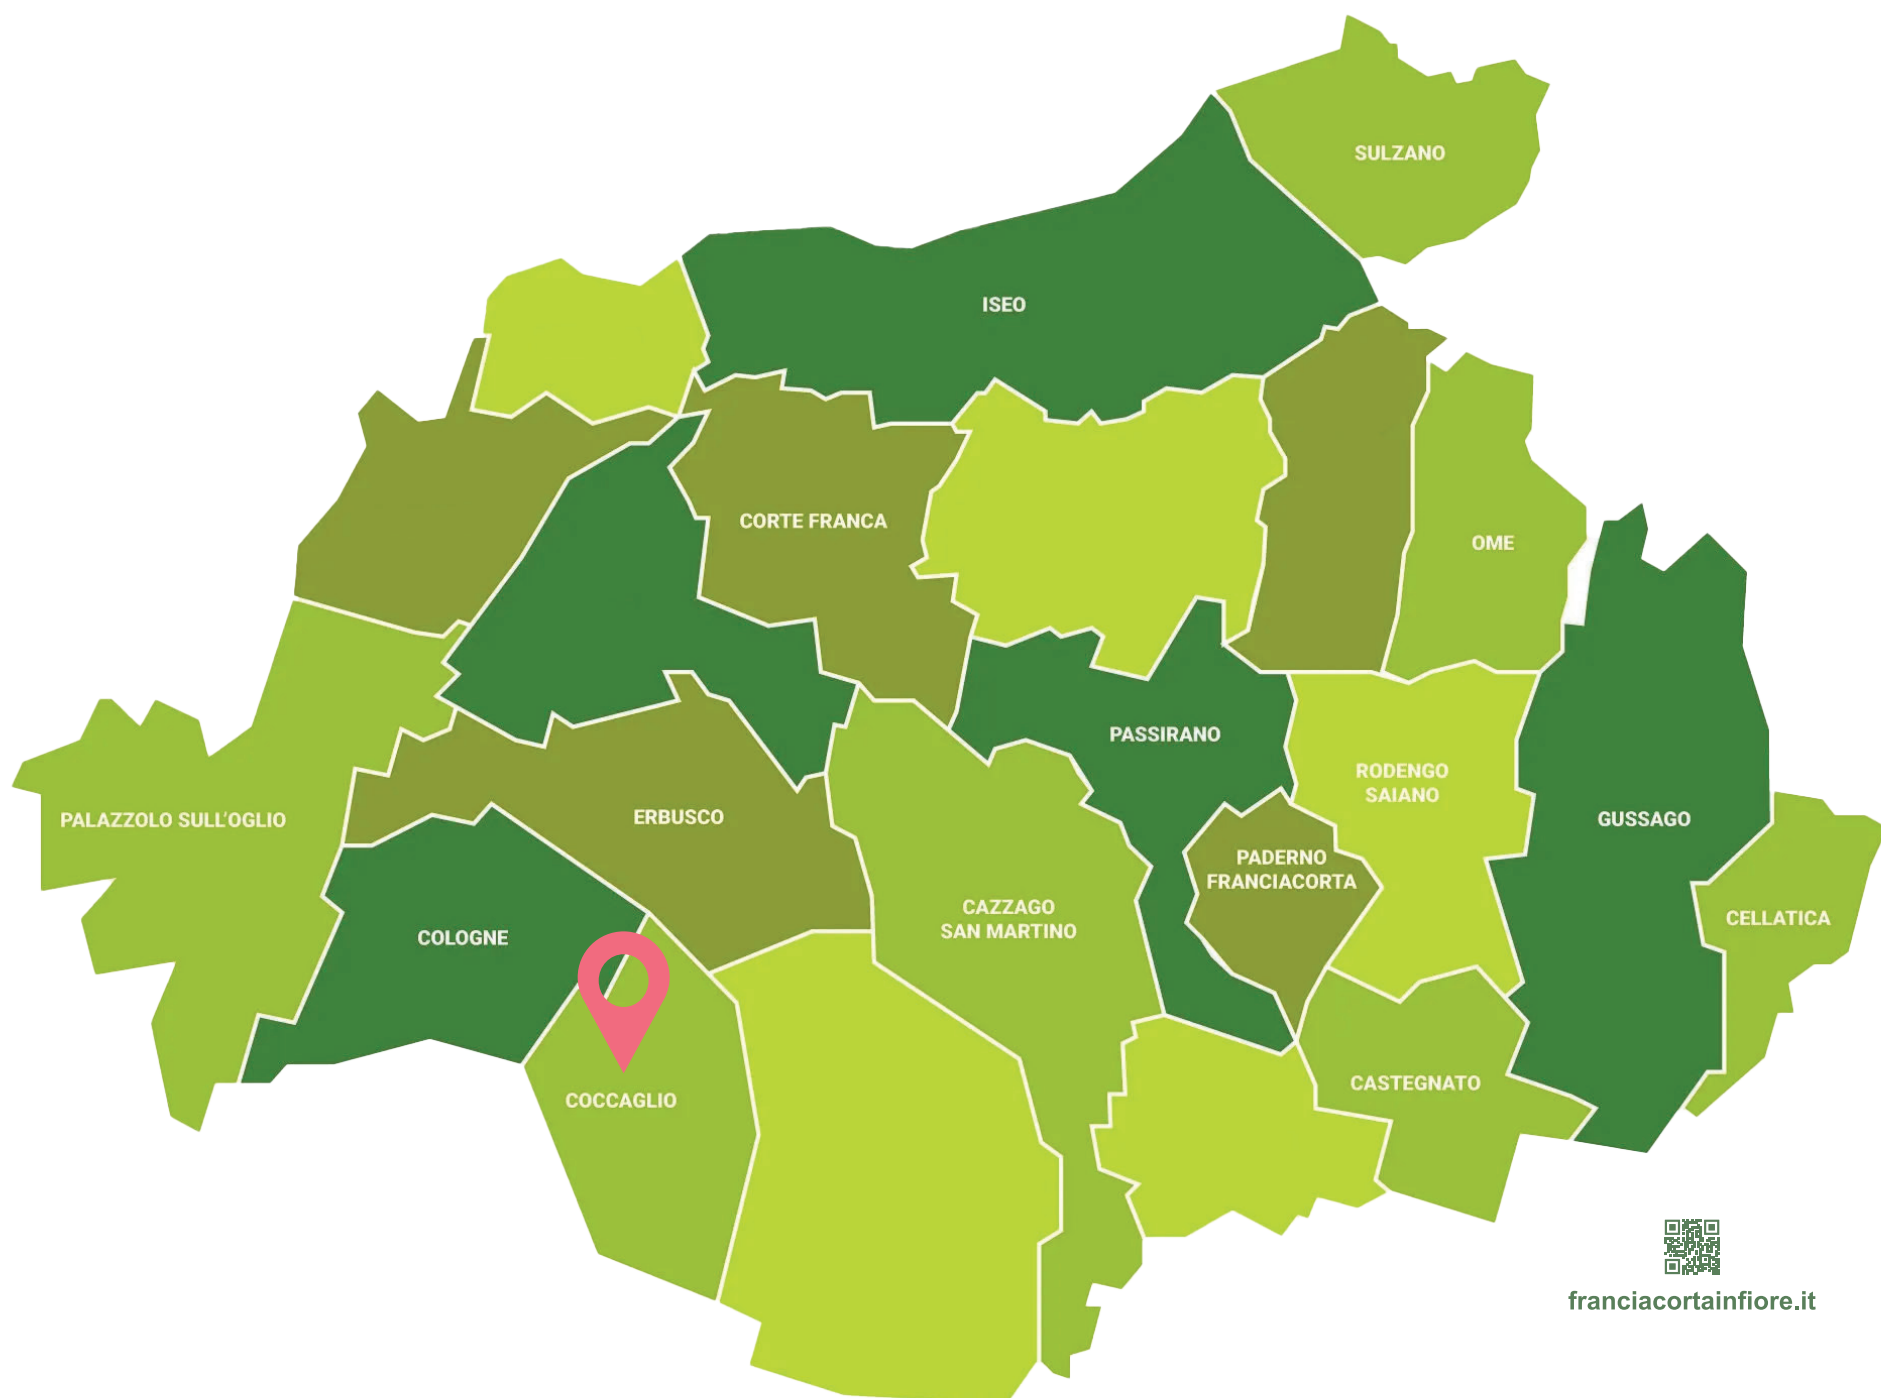 SULZANO
ISEO
CORTE FRANCA
OME
PASSIRANO
RODENGO
SAIANO
PALAZZOLO SULL'OGLIO
ERBUSCO
GUSSAGO
PADERNO
FRANCIACORTA
CAZZAGO
SAN MARTINO
CELLATICA
COLOGNE
CASTEGNATO
COCCAGLIO
franciacortainfiore.it